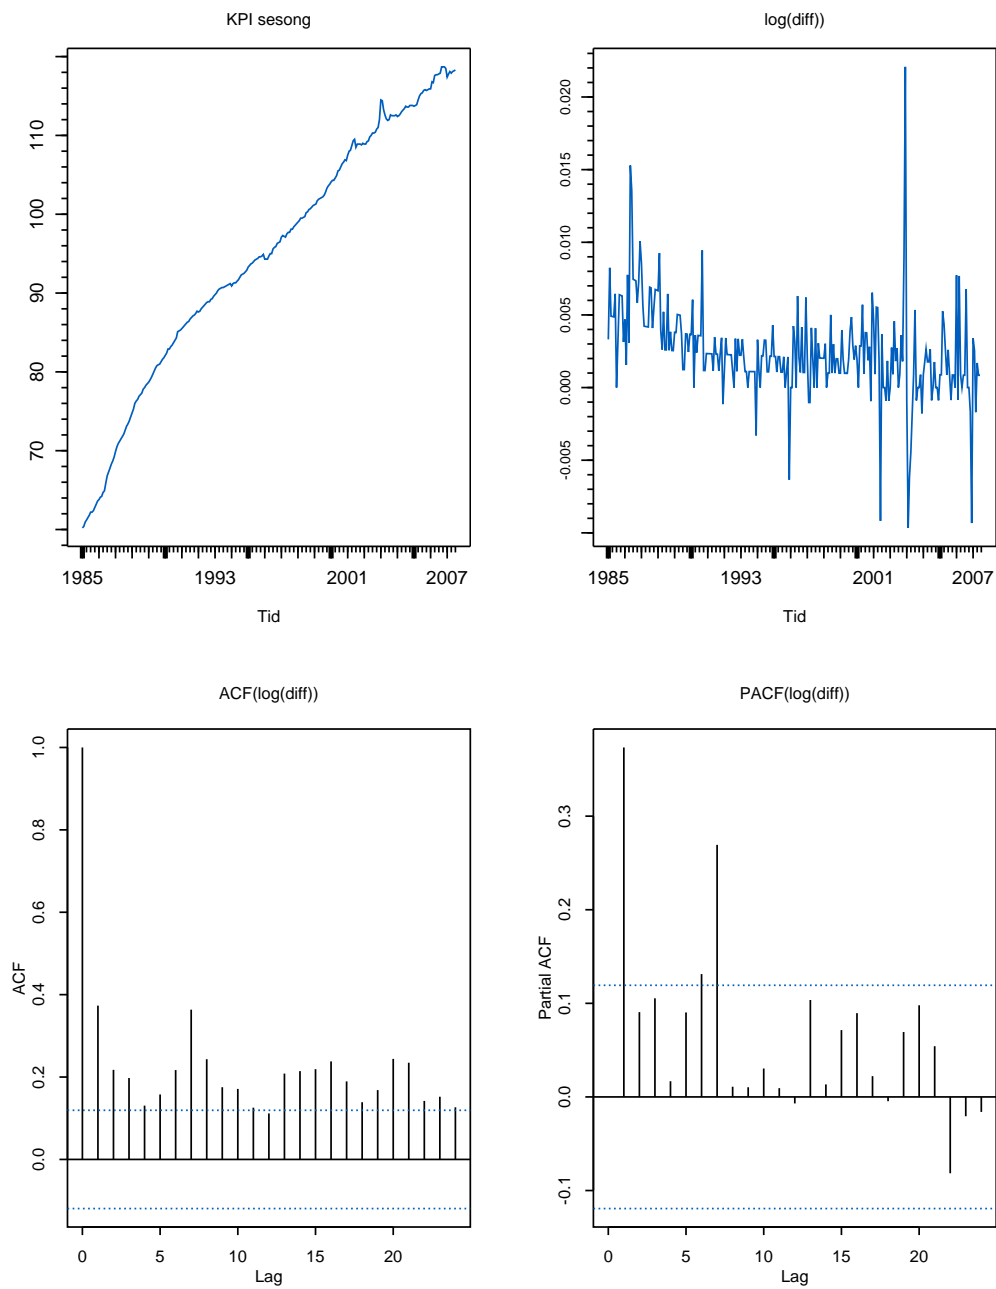 KPI sesong
110
100
90
80
70
1985 1993 2001 2007
Tid
log(diff))
0.020
0.015
0.010
0.005
0.000
-0.005
1985 1993 2001 2007
Tid
ACF(log(diff))
ACF
1.0
0.8
0.6
0.4
0.2
0.0
0 5 10 15 20
Lag
PACF(log(diff))
Partial ACF
0.3
0.2
0.1
0.0
-0.1
0 5 10 15 20
Lag